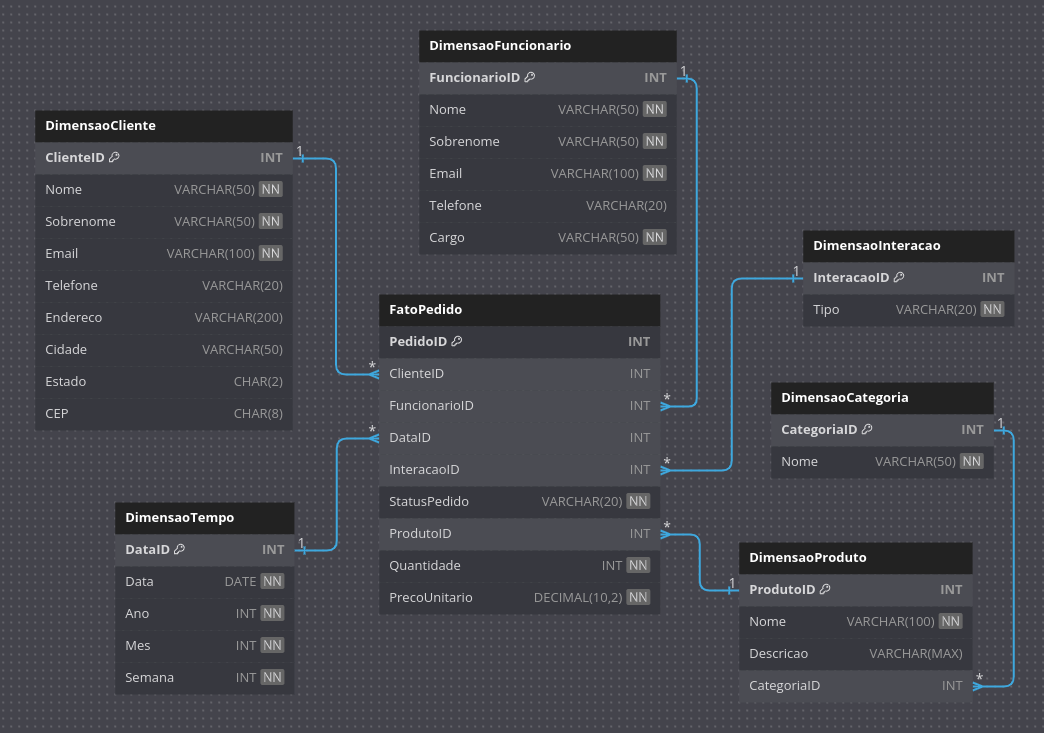 DimensaoFuncionario
FuncionarioID INT
Nome VARCHAR(50) NN
Sobrenome VARCHAR(50) NN
Email VARCHAR(100) NN
Telefone VARCHAR(20)
Cargo VARCHAR(50) NN
1
DimensaoCliente
ClienteID INT
Nome VARCHAR(50) NN
Sobrenome VARCHAR(50) NN
Email VARCHAR(100) NN
Telefone VARCHAR(20)
Endereco VARCHAR(200)
Cidade VARCHAR(50)
Estado CHAR(2)
CEP CHAR(8)
1
DimensaoInteracao
1
InteracaoID INT
Tipo VARCHAR(20) NN
FatoPedido
PedidoID INT
*
ClienteID INT
FuncionarioID INT
*
*
DataID INT
InteracaoID INT
*
StatusPedido VARCHAR(20) NN
ProdutoID INT
*
Quantidade INT NN
PrecoUnitario DECIMAL(10,2) NN
DimensaoCategoria
CategoriaID INT
1
Nome VARCHAR(50) NN
DimensaoTempo
DataID INT
1
Data DATE NN
Ano INT NN
Mes INT NN
Semana INT NN
DimensaoProduto
1
ProdutoID INT
Nome VARCHAR(100) NN
Descricao VARCHAR(MAX)
CategoriaID INT
*